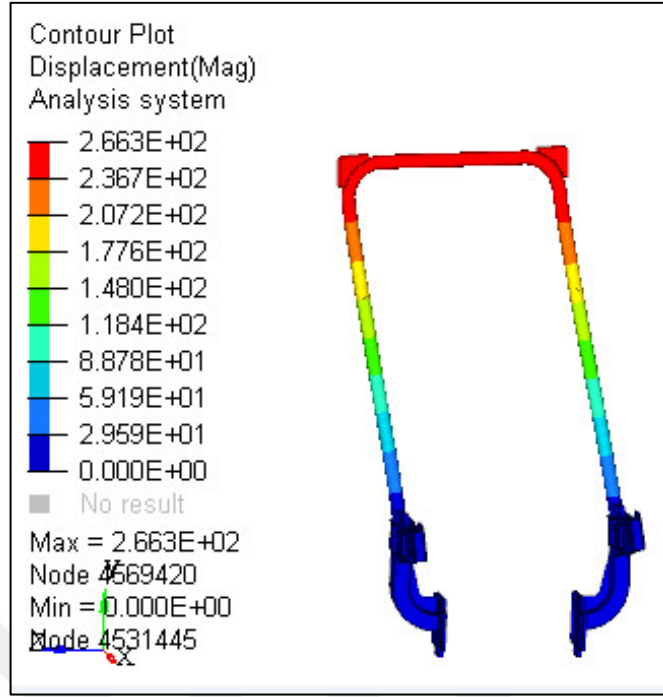 Contour Plot
Displacement(Mag)
Analysis system
2.663E+02
2.367E+02
2.072E+02
1.776E+02
1.480E+02
1.184E+02
8.878E+01
5.919E+01
2.959E+01
0.000E+00
No result
Max = 2.663E+02
Node 4569420
Min = 0.000E+00
Node 4531445
Y
Z
X